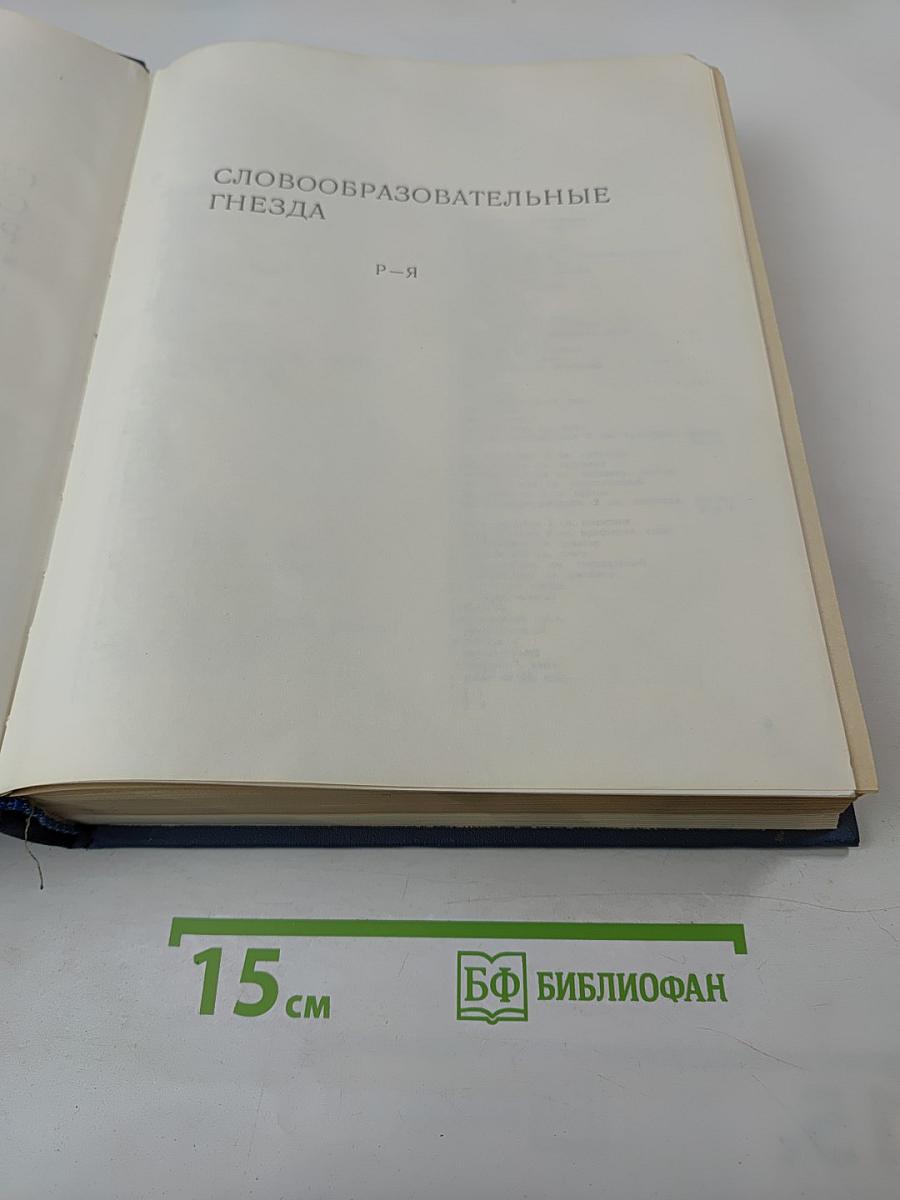 СЛОВООБРАЗОВАТЕЛЬНЫЕ
ГНЕЗДА
Р—Я
15 см
БФ БИБЛИОФАН